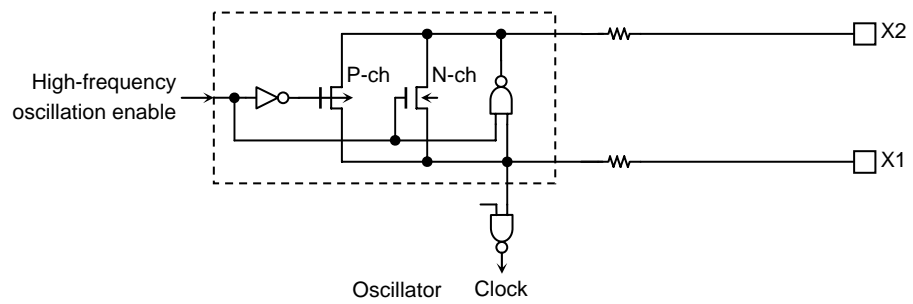 X2
P-ch
N-ch
High-frequency
oscillation enable
X1
Oscillator
Clock